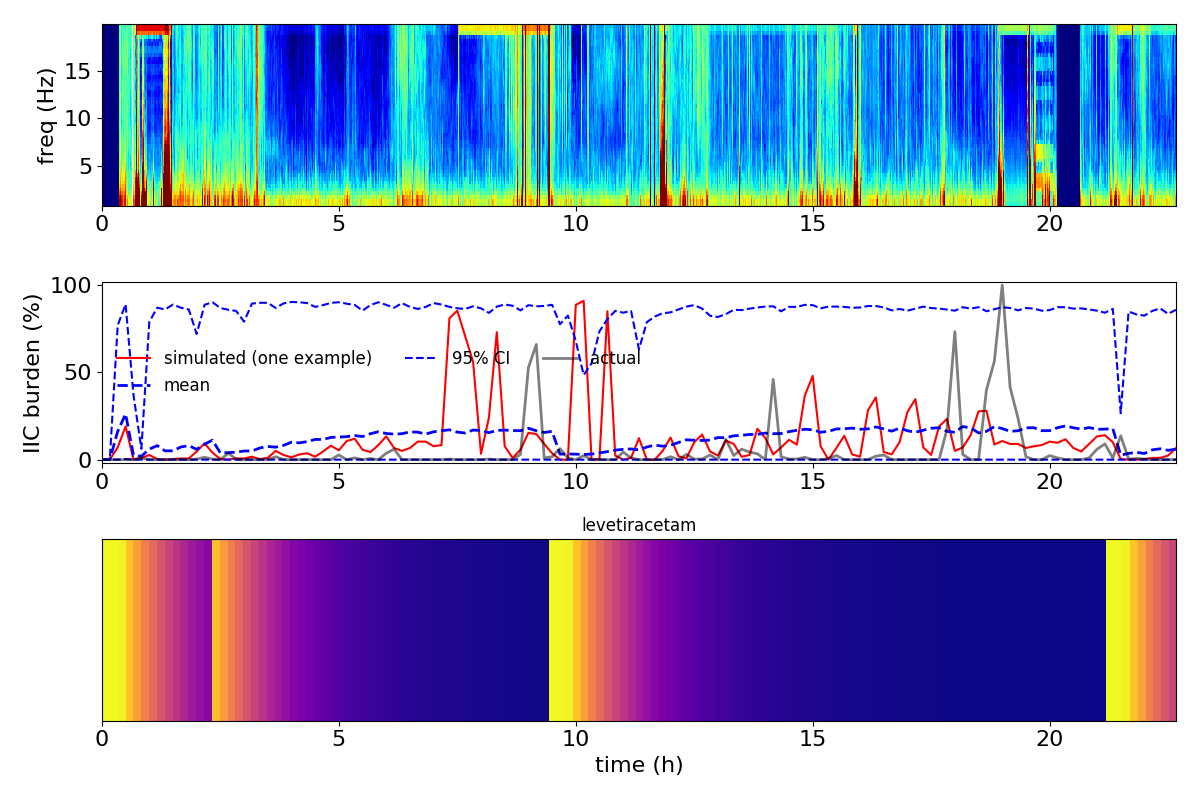 freq (Hz)
15
10
5
0 5 10 15 20
IIC burden (%)
100
50
0
simulated (one example) 95% CI actual
mean
0 5 10 15 20
levetiracetam
0 5 10 15 20
time (h)